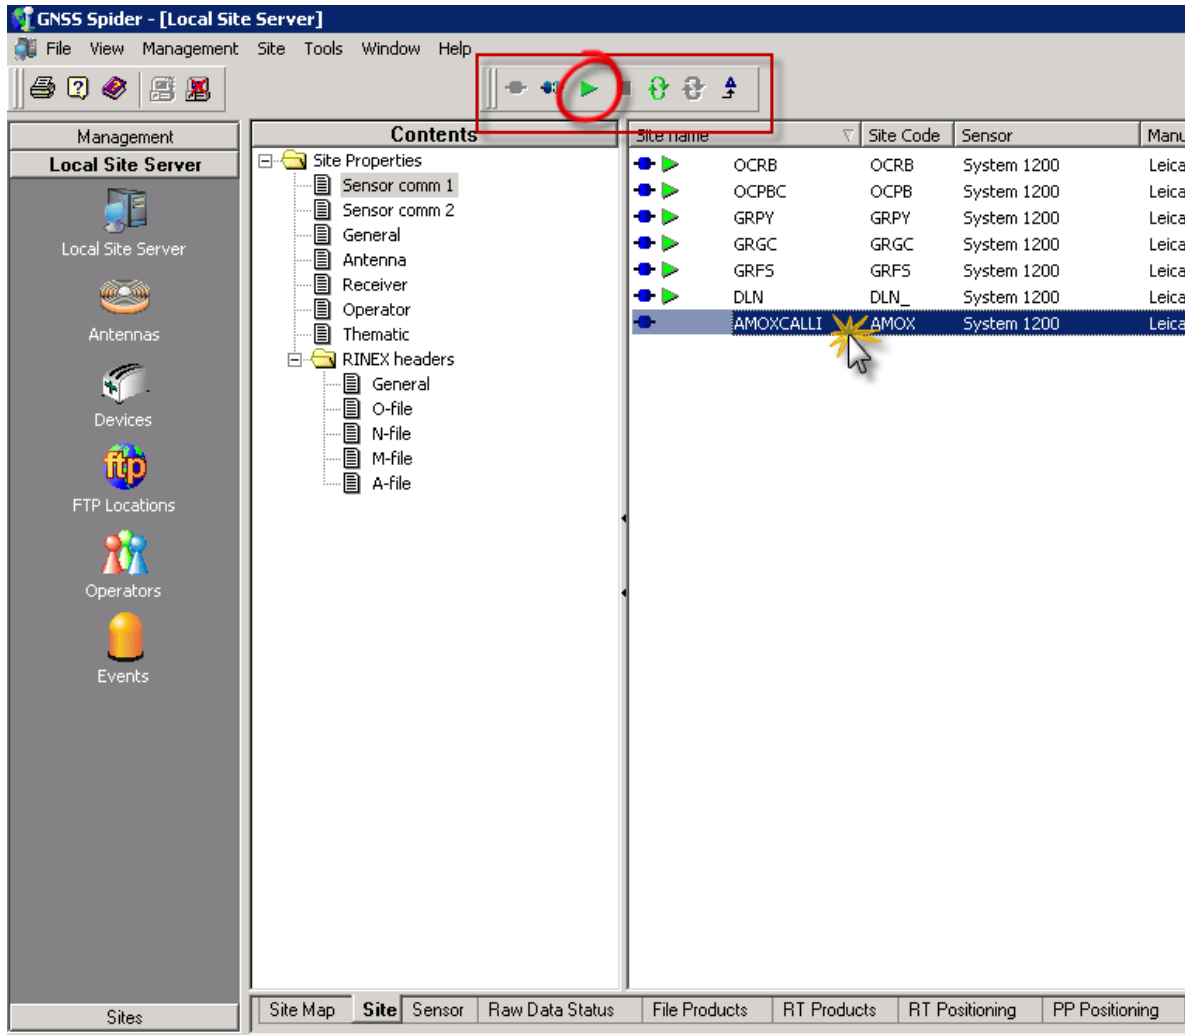 GNSS Spider - [Local Site Server]
File View Management Site Tools Window Help
Management
Local Site Server
Local Site Server
Antennas
Devices
ftp
FTP Locations
Operators
Events
Sites
Contents
Site Properties
Sensor comm 1
Sensor comm 2
General
Antenna
Receiver
Operator
Thematic
RINEX headers
General
O-file
N-file
M-file
A-file
Site name Site Code Sensor Manu
OCRB OCRB System 1200 Leica
OCPBC OCPB System 1200 Leica
GRPY GRPY System 1200 Leica
GRGC GRGC System 1200 Leica
GRFS GRFS System 1200 Leica
DLN DLN_ System 1200 Leica
AMOXCALLI AMOX System 1200 Leica
Site Map Site Sensor Raw Data Status File Products RT Products RT Positioning PP Positioning